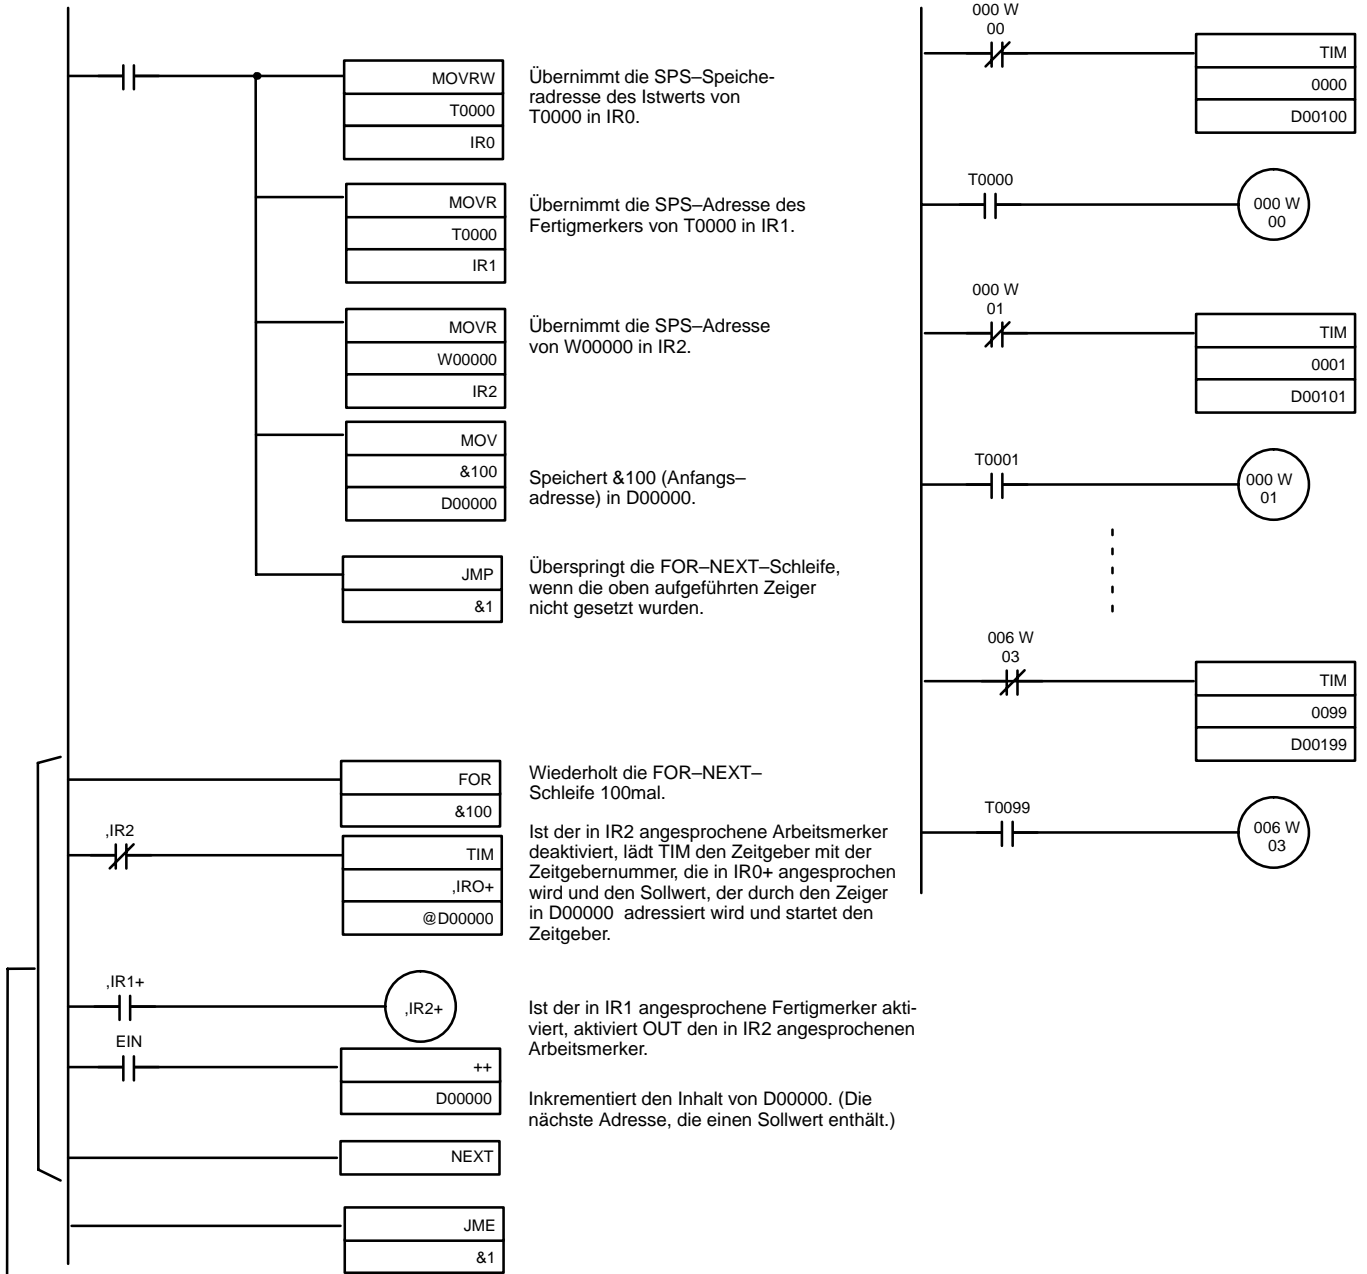 MOVRW
T0000
IR0
Übernimmt die SPS–Speiche-
radresse des Istwerts von
T0000 in IR0.
MOVR
T0000
IR1
Übernimmt die SPS–Adresse des
Fertigmerkers von T0000 in IR1.
MOVR
W00000
IR2
Übernimmt die SPS–Adresse
von W00000 in IR2.
MOV
&100
D00000
Speichert &100 (Anfangs–
adresse) in D00000.
JMP
&1
Überspringt die FOR–NEXT–Schleife,
wenn die oben aufgeführten Zeiger
nicht gesetzt wurden.
FOR
&100
Wiederholt die FOR–NEXT–
Schleife 100mal.
,IR2
TIM
,IRO+
@D00000
Ist der in IR2 angesprochene Arbeitsmerker
deaktiviert, lädt TIM den Zeitgeber mit der
Zeitgebernummer, die in IR0+ angesprochen
wird und den Sollwert, der durch den Zeiger
in D00000 adressiert wird und startet den
Zeitgeber.
,IR1+
,IR2+
Ist der in IR1 angesprochene Fertigmerker akti-
viert, aktiviert OUT den in IR2 angesprochenen
Arbeitsmerker.
EIN
++
D00000
Inkrementiert den Inhalt von D00000. (Die
nächste Adresse, die einen Sollwert enthält.)
NEXT
JME
&1
000 W
00
TIM
0000
D00100
T0000
000 W
00
000 W
01
TIM
0001
D00101
T0001
000 W
01
006 W
03
TIM
0099
D00199
T0099
006 W
03